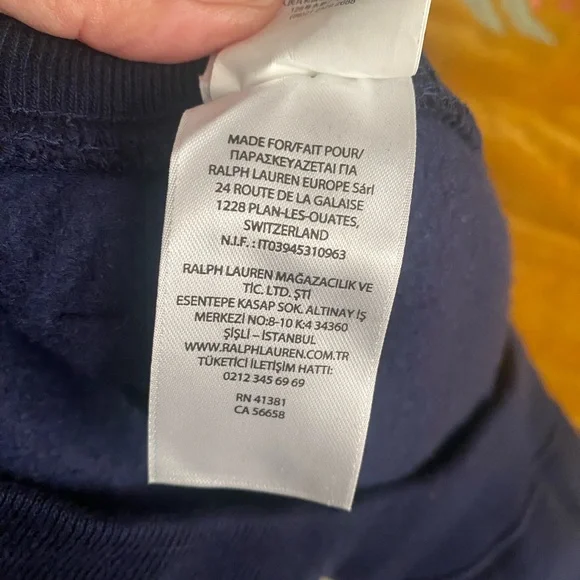 MADE FOR/FAIT POUR/
ΠΑΡΑΣΚΕΥΑΖΕΤΑΙ ΓΙΑ
RALPH LAUREN EUROPE Sárl
24 ROUTE DE LA GALAISE
1228 PLAN-LES-OUATES,
SWITZERLAND
N.I.F. : IT03945310963
RALPH LAUREN MAĞAZACILIK VE
TİC. LTD. ŞTİ
ESENTEPE KASAP SOK. ALTINAY İŞ
MERKEZİ NO:8-10 K:4 34360
ŞİŞLİ – İSTANBUL
WWW.RALPHLAUREN.COM.TR
TÜKETİCİ İLETİŞİM HATTI:
0212 345 69 69
RN 41381
CA 56658